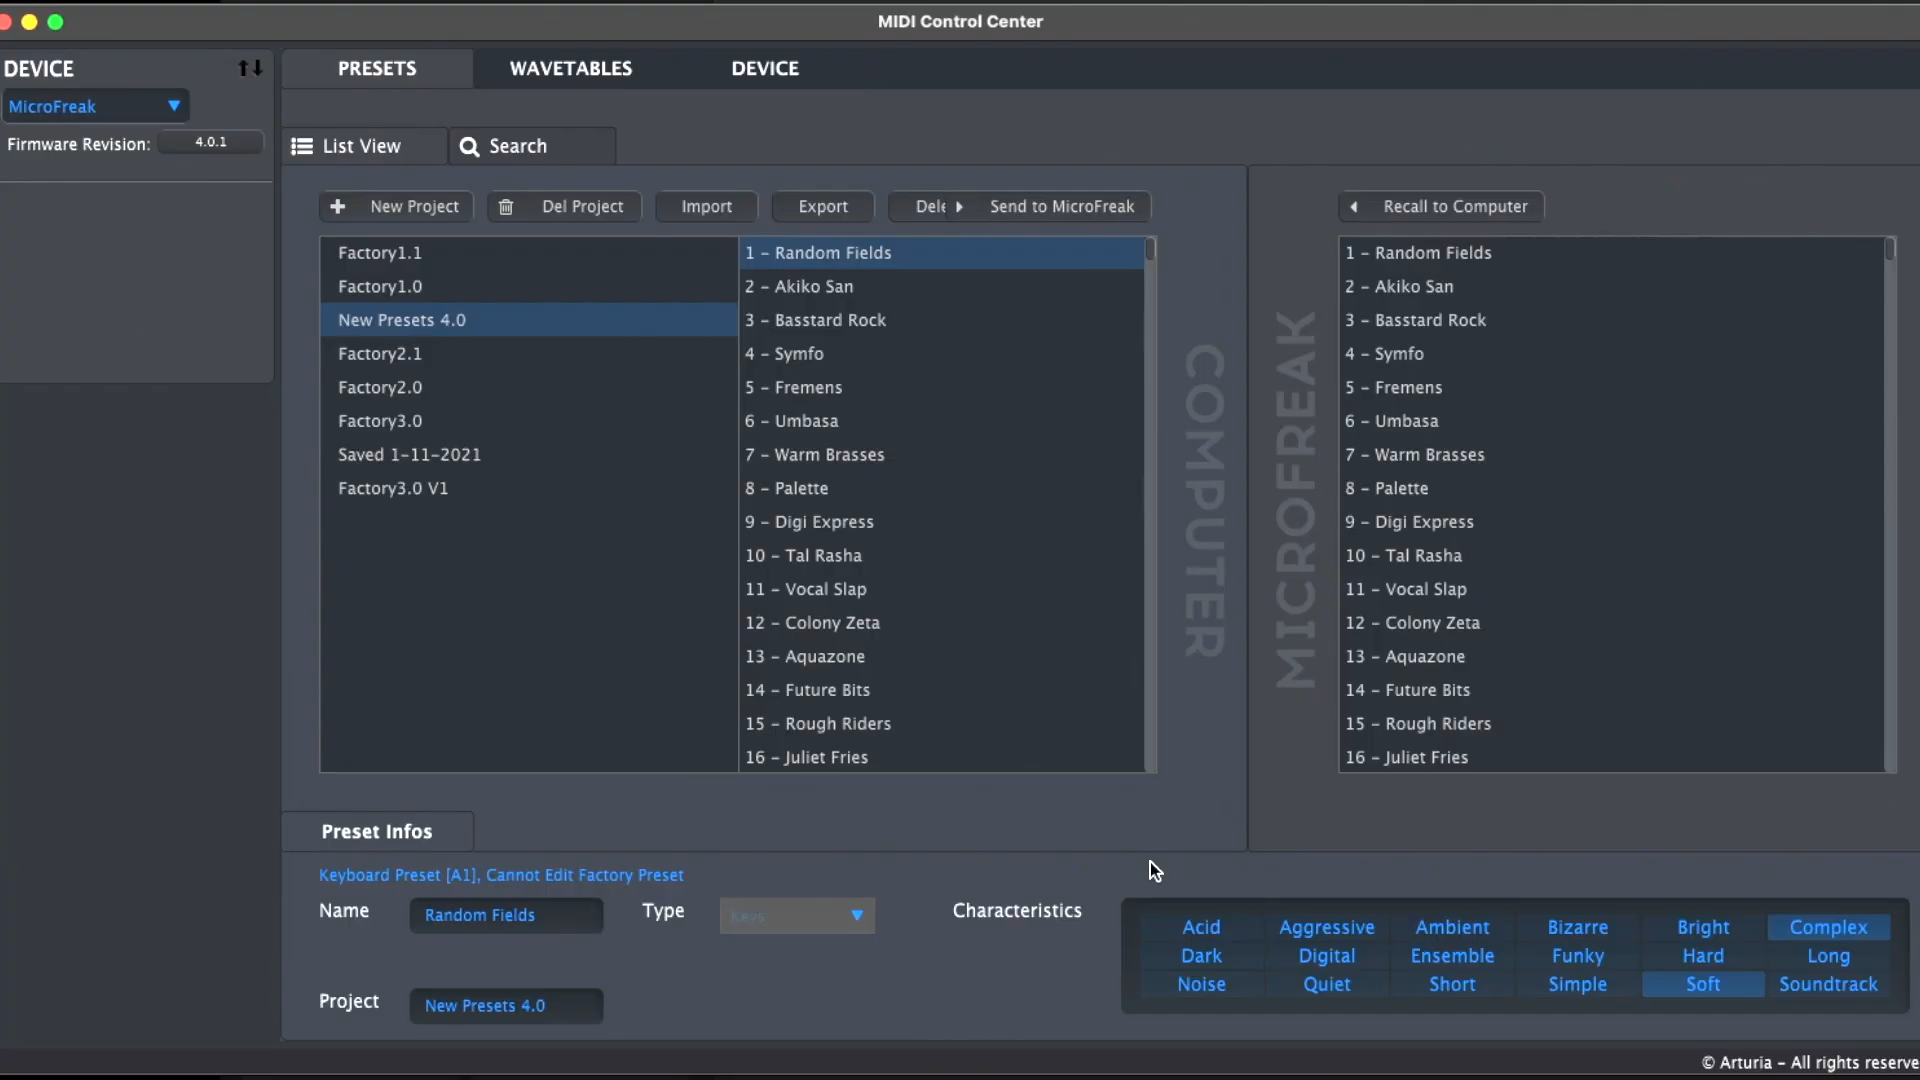 MIDI Control Center
DEVICE
MicroFreak
Firmware Revision: 4.0.1
PRESETS WAVETABLES DEVICE
List View Search
New Project Del Project Import Export Dele Send to MicroFreak
Recall to Computer
Factory1.1
Factory1.0
New Presets 4.0
Factory2.1
Factory2.0
Factory3.0
Saved 1-11-2021
Factory3.0 V1
1 - Random Fields
2 - Akiko San
3 - Basstard Rock
4 - Symfo
5 - Fremens
6 - Umbasa
7 - Warm Brasses
8 - Palette
9 - Digi Express
10 - Tal Rasha
11 - Vocal Slap
12 - Colony Zeta
13 - Aquazone
14 - Future Bits
15 - Rough Riders
16 - Juliet Fries
COMPUTER
MICROFREAK
1 - Random Fields
2 - Akiko San
3 - Basstard Rock
4 - Symfo
5 - Fremens
6 - Umbasa
7 - Warm Brasses
8 - Palette
9 - Digi Express
10 - Tal Rasha
11 - Vocal Slap
12 - Colony Zeta
13 - Aquazone
14 - Future Bits
15 - Rough Riders
16 - Juliet Fries
Preset Infos
Keyboard Preset [A1], Cannot Edit Factory Preset
Name Random Fields Type Keys Characteristics
Acid Aggressive Ambient Bizarre Bright Complex
Dark Digital Ensemble Funky Hard Long
Noise Quiet Short Simple Soft Soundtrack
Project New Presets 4.0
© Arturia - All rights reserve